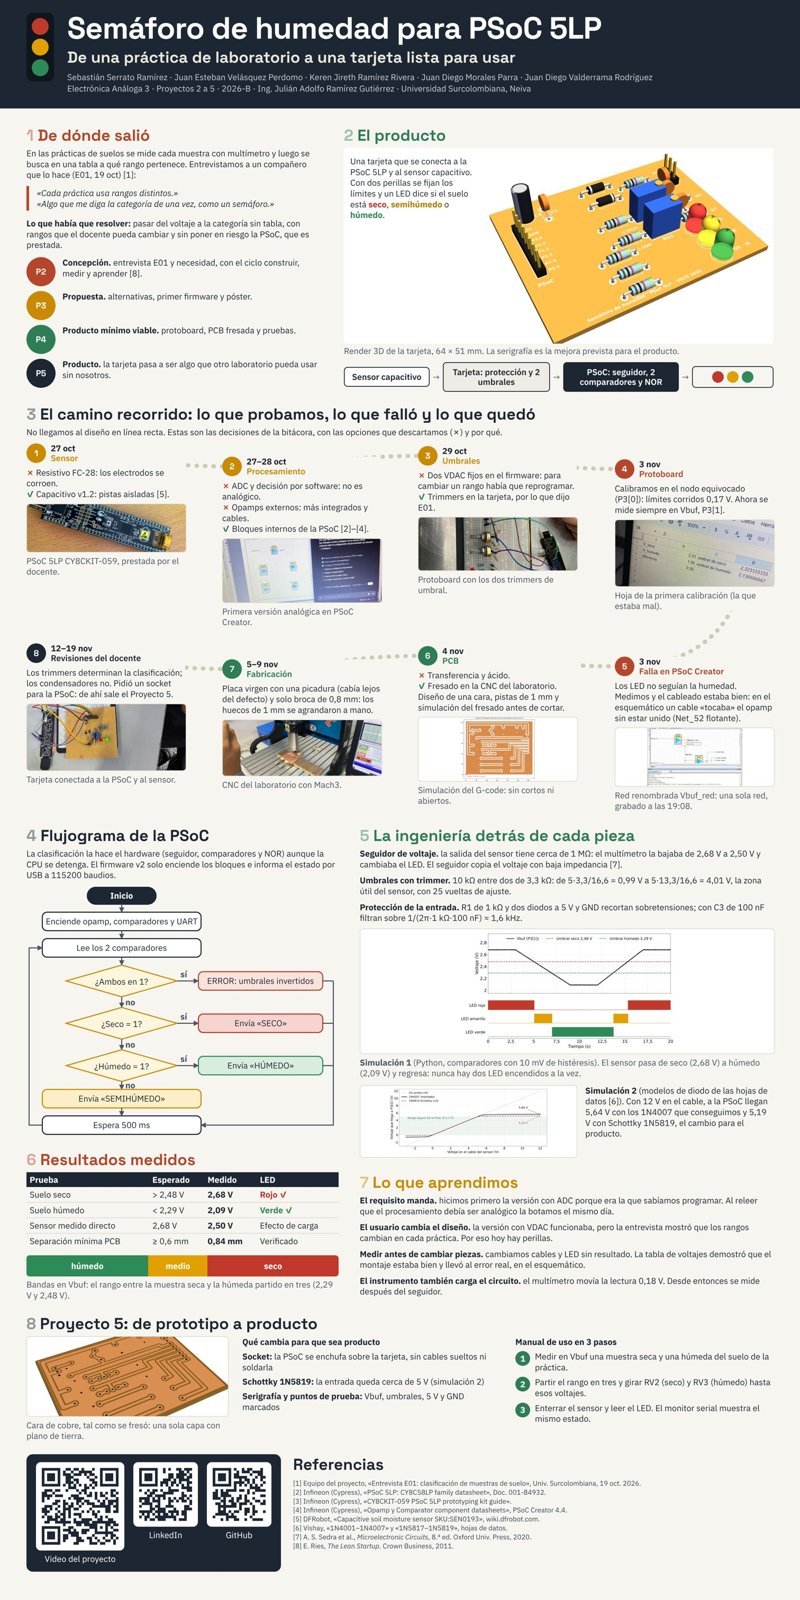 Semáforo de humedad para PSoC 5LP
De una práctica de laboratorio a una tarjeta lista para usar
Sebastián Serrato Ramírez · Juan Esteban Velásquez Perdomo · Keren Jireth Ramírez Rivera · Juan Diego Morales Parra · Juan Diego Valderrama Rodríguez
Electrónica Análoga 3 · Proyectos 2 a 5 · 2026-B · Ing. Julián Adolfo Ramírez Gutiérrez · Universidad Surcolombiana, Neiva
1 De dónde salió
En las prácticas de suelos se mide cada muestra con multímetro y luego se
busca en una tabla a qué rango pertenece. Entrevistamos a un compañero
que lo hace (E01, 19 oct) [1]:
«Cada práctica usa rangos distintos.»
«Algo que me diga la categoría de una vez, como un semáforo.»
Lo que había que resolver: pasar del voltaje a la categoría sin tabla, con
rangos que el docente pueda cambiar y sin poner en riesgo la PSoC, que es
prestada.
P2
Concepción. entrevista E01 y necesidad, con el ciclo construir,
medir y aprender [8].
P3
Propuesta. alternativas, primer firmware y póster.
P4
Producto mínimo viable. protoboard, PCB fresada y pruebas.
P5
Producto. la tarjeta pasa a ser algo que otro laboratorio pueda usar
sin nosotros.
2 El producto
Una tarjeta que se conecta a la
PSoC 5LP y al sensor capacitivo.
Con dos perillas se fijan los
límites y un LED dice si el suelo
está seco, semihúmedo o
húmedo.
PSoC
Render 3D de la tarjeta, 64 × 51 mm. La serigrafía es la mejora prevista para el producto.
Sensor capacitivo
→
Tarjeta: protección y 2
umbrales
→
PSoC: seguidor, 2
comparadores y NOR
→
3 El camino recorrido: lo que probamos, lo que falló y lo que quedó
No llegamos al diseño en línea recta. Estas son las decisiones de la bitácora, con las opciones que descartamos (×) y por qué.
1
27 oct
Sensor
× Resistivo FC-28: los electrodos se
corroen.
✓ Capacitivo v1.2: pistas aisladas [5].
PSoC 5LP CY8CKIT-059, prestada por el
docente.
2
27–28 oct
Procesamiento
× ADC y decisión por software: no es
analógico.
× Opamps externos: más integrados y
cables.
✓ Bloques internos de la PSoC [2]–[4].
Primera versión analógica en PSoC
Creator.
3
29 oct
Umbrales
× Dos VDAC fijos en el firmware: para
cambiar un rango había que reprogramar.
✓ Trimmers en la tarjeta, por lo que dijo
E01.
Protoboard con los dos trimmers de
umbral.
4
3 nov
Protoboard
Calibramos en el nodo equivocado
(P3[0]): límites corridos 0,17 V. Ahora se
mide siempre en Vbuf, P3[1].
Hoja de la primera calibración (la que
estaba mal).
8
12–19 nov
Revisiones del docente
Los trimmers determinan la clasificación;
los condensadores no. Pidió un socket
para la PSoC: de ahí sale el Proyecto 5.
Tarjeta conectada a la PSoC y al sensor.
7
5–9 nov
Fabricación
Placa virgen con una picadura (cabía lejos
del defecto) y solo broca de 0,8 mm: los
huecos de 1 mm se agrandaron a mano.
CNC del laboratorio con Mach3.
6
4 nov
PCB
× Transferencia y ácido.
✓ Fresado en la CNC del laboratorio.
Diseño de una cara, pistas de 1 mm y
simulación del fresado antes de cortar.
Simulación del G-code: sin cortos ni
abiertos.
5
3 nov
Falla en PSoC Creator
Los LED no seguían la humedad.
Medimos y el cableado estaba bien: en el
esquemático un cable «tocaba» el opamp
sin estar unido (Net_52 flotante).
Red renombrada Vbuf_red: una sola red,
grabado a las 19:08.
4 Flujograma de la PSoC
La clasificación la hace el hardware (seguidor, comparadores y NOR) aunque la
CPU se detenga. El firmware v2 solo enciende los bloques e informa el estado por
USB a 115200 baudios.
Inicio
Enciende opamp, comparadores y UART
Lee los 2 comparadores
¿Ambos en 1?
sí
ERROR: umbrales invertidos
no
¿Seco = 1?
sí
Envía «SECO»
no
¿Húmedo = 1?
sí
Envía «HÚMEDO»
no
Envía «SEMIHÚMEDO»
Espera 500 ms
5 La ingeniería detrás de cada pieza
Seguidor de voltaje. la salida del sensor tiene cerca de 1 MΩ: el multímetro la bajaba de 2,68 V a 2,50 V y
cambiaba el LED. El seguidor copia el voltaje con baja impedancia [7].
Umbrales con trimmer. 10 kΩ entre dos de 3,3 kΩ: de 5·3,3/16,6 = 0,99 V a 5·13,3/16,6 = 4,01 V, la zona
útil del sensor, con 25 vueltas de ajuste.
Protección de la entrada. R1 de 1 kΩ y dos diodos a 5 V y GND recortan sobretensiones; con C3 de 100 nF
filtran sobre 1/(2π·1 kΩ·100 nF) ≈ 1,6 kHz.
Vbuf (P3[1]) Umbral seco 2,48 V Umbral húmedo 2,29 V
Voltaje (V)
2,8
2,6
2,4
2,2
LED rojo
LED amarillo
LED verde
0 2,5 5 7,5 10 12,5 15 17,5 20
Tiempo (s)
Simulación 1 (Python, comparadores con 10 mV de histéresis). El sensor pasa de seco (2,68 V) a húmedo
(2,09 V) y regresa: nunca hay dos LED encendidos a la vez.
Simulación 2 (modelos de diodo de las hojas de
datos [6]). Con 12 V en el cable, a la PSoC llegan
5,64 V con los 1N4007 que conseguimos y 5,19
V con Schottky 1N5819, el cambio para el
producto.
6 Resultados medidos
Prueba Esperado Medido LED
Suelo seco > 2,48 V 2,68 V Rojo ✓
Suelo húmedo < 2,29 V 2,09 V Verde ✓
Sensor medido directo 2,68 V 2,50 V Efecto de carga
Separación mínima PCB ≥ 0,6 mm 0,84 mm Verificado
húmedo medio seco
Bandas en Vbuf: el rango entre la muestra seca y la húmeda partido en tres (2,29
V y 2,48 V).
7 Lo que aprendimos
El requisito manda. hicimos primero la versión con ADC porque era la que sabíamos programar. Al releer
que el procesamiento debía ser analógico la botamos el mismo día.
El usuario cambia el diseño. la versión con VDAC funcionaba, pero la entrevista mostró que los rangos
cambian en cada práctica. Por eso hoy hay perillas.
Medir antes de cambiar piezas. cambiamos cables y LED sin resultado. La tabla de voltajes demostró que el
montaje estaba bien y llevó al error real, en el esquemático.
El instrumento también carga el circuito. el multímetro movía la lectura 0,18 V. Desde entonces se mide
después del seguidor.
8 Proyecto 5: de prototipo a producto
Cara de cobre, tal como se fresó: una sola capa con
plano de tierra.
Qué cambia para que sea producto
Socket: la PSoC se enchufa sobre la tarjeta, sin cables sueltos ni
soldarla
Schottky 1N5819: la entrada queda cerca de 5 V (simulación 2)
Serigrafía y puntos de prueba: Vbuf, umbrales, 5 V y GND
marcados
Manual de uso en 3 pasos
1 Medir en Vbuf una muestra seca y una húmeda del suelo de la
práctica.
2 Partir el rango en tres y girar RV2 (seco) y RV3 (húmedo) hasta
esos voltajes.
3 Enterrar el sensor y leer el LED. El monitor serial muestra el
mismo estado.
Video del proyecto
LinkedIn
GitHub
Referencias
[1] Equipo del proyecto, «Entrevista E01: clasificación de muestras de suelo», Univ. Surcolombiana, 19 oct. 2026.
[2] Infineon (Cypress), «PSoC 5LP: CY8C58LP family datasheet», Doc. 001-84932.
[3] Infineon (Cypress), «CY8CKIT-059 PSoC 5LP prototyping kit guide».
[4] Infineon (Cypress), «Opamp y Comparator component datasheets», PSoC Creator 4.4.
[5] DFRobot, «Capacitive soil moisture sensor SKU:SEN0193», wiki.dfrobot.com.
[6] Vishay, «1N4001–1N4007» y «1N5817–1N5819», hojas de datos.
[7] A. S. Sedra et al., Microelectronic Circuits, 8.ª ed. Oxford Univ. Press, 2020.
[8] E. Ries, The Lean Startup. Crown Business, 2011.